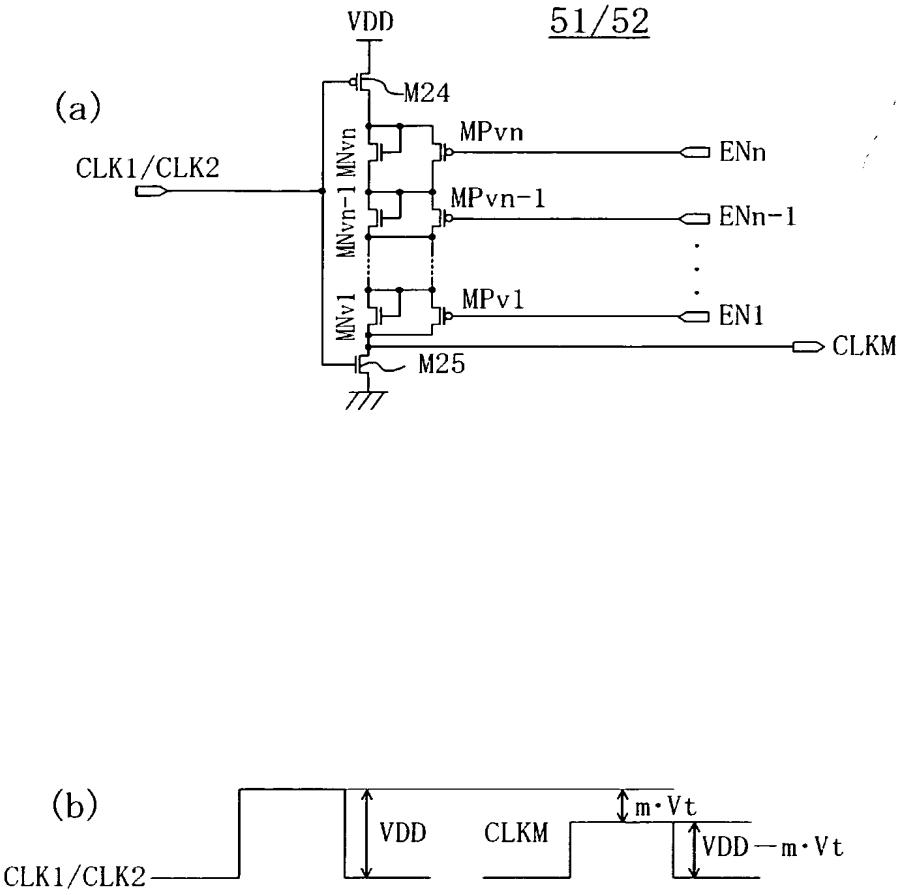 51/52
VDD
(a)
M24
MPvn
MNvn
ENn
CLK1/CLK2
MPvn-1
MNvn-1
ENn-1
MPv1
MNv1
EN1
CLKM
M25
(b)
m·Vt
VDD
CLKM
VDD-m·Vt
CLK1/CLK2